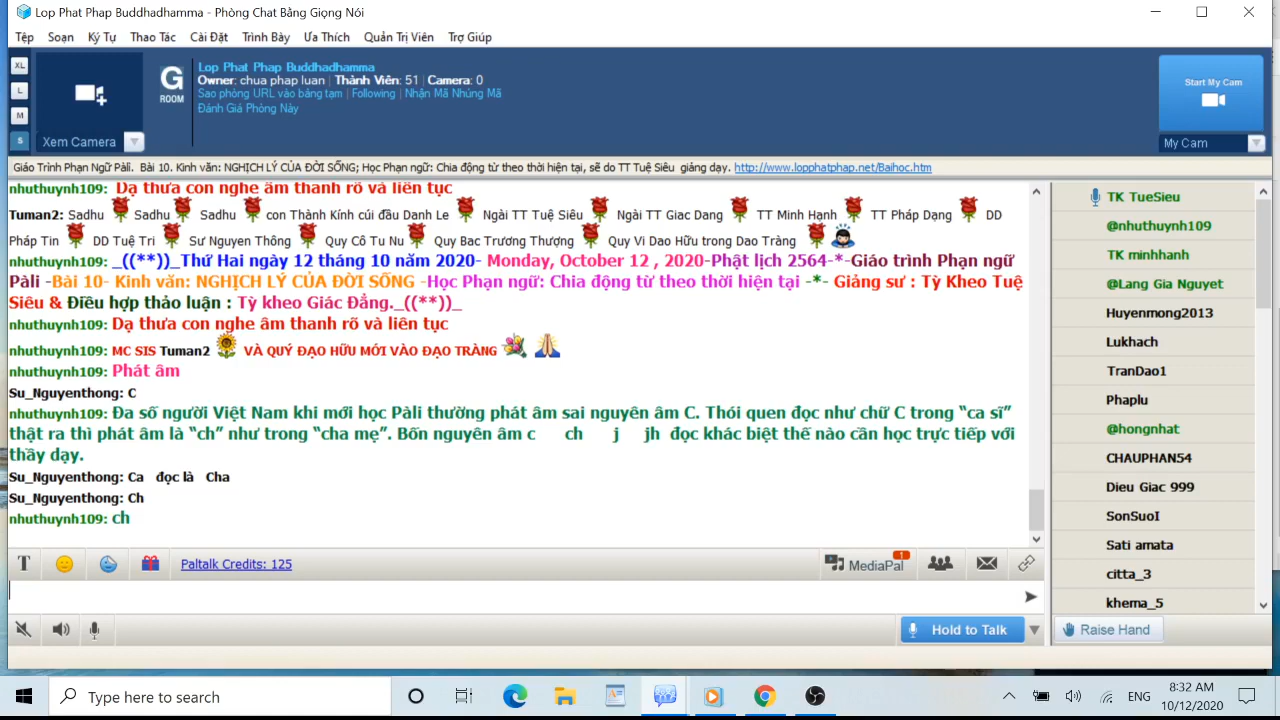 Lop Phat Phap Buddhadhamma - Phòng Chat Bằng Giọng Nói
Tệp Soạn Ký Tự Thao Tác Cài Đặt Trình Bày Ưa Thích Quản Trị Viên Trợ Giúp
XL
L
M
S
Xem Camera
G
ROOM
Lop Phat Phap Buddhadhamma
Owner: chua phap luan | Thành Viên: 51 | Camera: 0
Sao phòng URL vào bảng tạm | Following | Nhận Mã Nhúng Mã
Đánh Giá Phòng Này
Start My Cam
My Cam
Giáo Trình Phạn Ngữ Pàli. Bài 10. Kinh văn: NGHỊCH LÝ CỦA ĐỜI SỐNG; Học Phạn ngữ: Chia động từ theo thời hiện tại, sẽ do TT Tuệ Siêu giảng dạy. http://www.lopphatphap.net/Baihoc.htm
nhuthuynh109: Dạ thưa con nghe âm thanh rõ và liên tục
Tuman2: Sadhu Sadhu Sadhu con Thành Kính cúi đầu Danh Le Ngài TT Tuệ Siêu Ngài TT Giac Dang TT Minh Hạnh TT Pháp Dạng DD
Pháp Tin DD Tuệ Tri Sư Nguyen Thông Quy Cô Tu Nu Quy Bac Trương Thượng Quy Vi Dao Hữu trong Dao Tràng
nhuthuynh109: _((**))_Thứ Hai ngày 12 tháng 10 năm 2020- Monday, October 12 , 2020-Phật lịch 2564-*-Giáo trình Phạn ngữ
Pàli -Bài 10- Kinh văn: NGHỊCH LÝ CỦA ĐỜI SỐNG -Học Phạn ngữ: Chia động từ theo thời hiện tại -*- Giảng sư : Tỳ Kheo Tuệ
Siêu & Điều hợp thảo luận : Tỳ kheo Giác Đẳng._((**))_
nhuthuynh109: Dạ thưa con nghe âm thanh rõ và liên tục
nhuthuynh109: MC SIS Tuman2 VÀ QUÝ ĐẠO HỮU MỚI VÀO ĐẠO TRÀNG
nhuthuynh109: Phát âm
Su_Nguyenthong: C
nhuthuynh109: Đa số người Việt Nam khi mới học Pàli thường phát âm sai nguyên âm C. Thói quen đọc như chữ C trong “ca sĩ”
thật ra thì phát âm là “ch” như trong “cha mẹ”. Bốn nguyên âm c ch j jh đọc khác biệt thế nào cần học trực tiếp với
thầy dạy.
Su_Nguyenthong: Ca đọc là Cha
Su_Nguyenthong: Ch
nhuthuynh109: ch
TK TueSieu
@nhuthuynh109
TK minhhanh
@Lang Gia Nguyet
Huyenmong2013
Lukhach
TranDao1
Phaplu
@hongnhat
CHAUPHAN54
Dieu Giac 999
SonSuoI
Sati amata
citta_3
khema_5
T Paltalk Credits: 125 MediaPal 1
Hold to Talk
Raise Hand
Type here to search
ENG
8:32 AM
10/12/2020